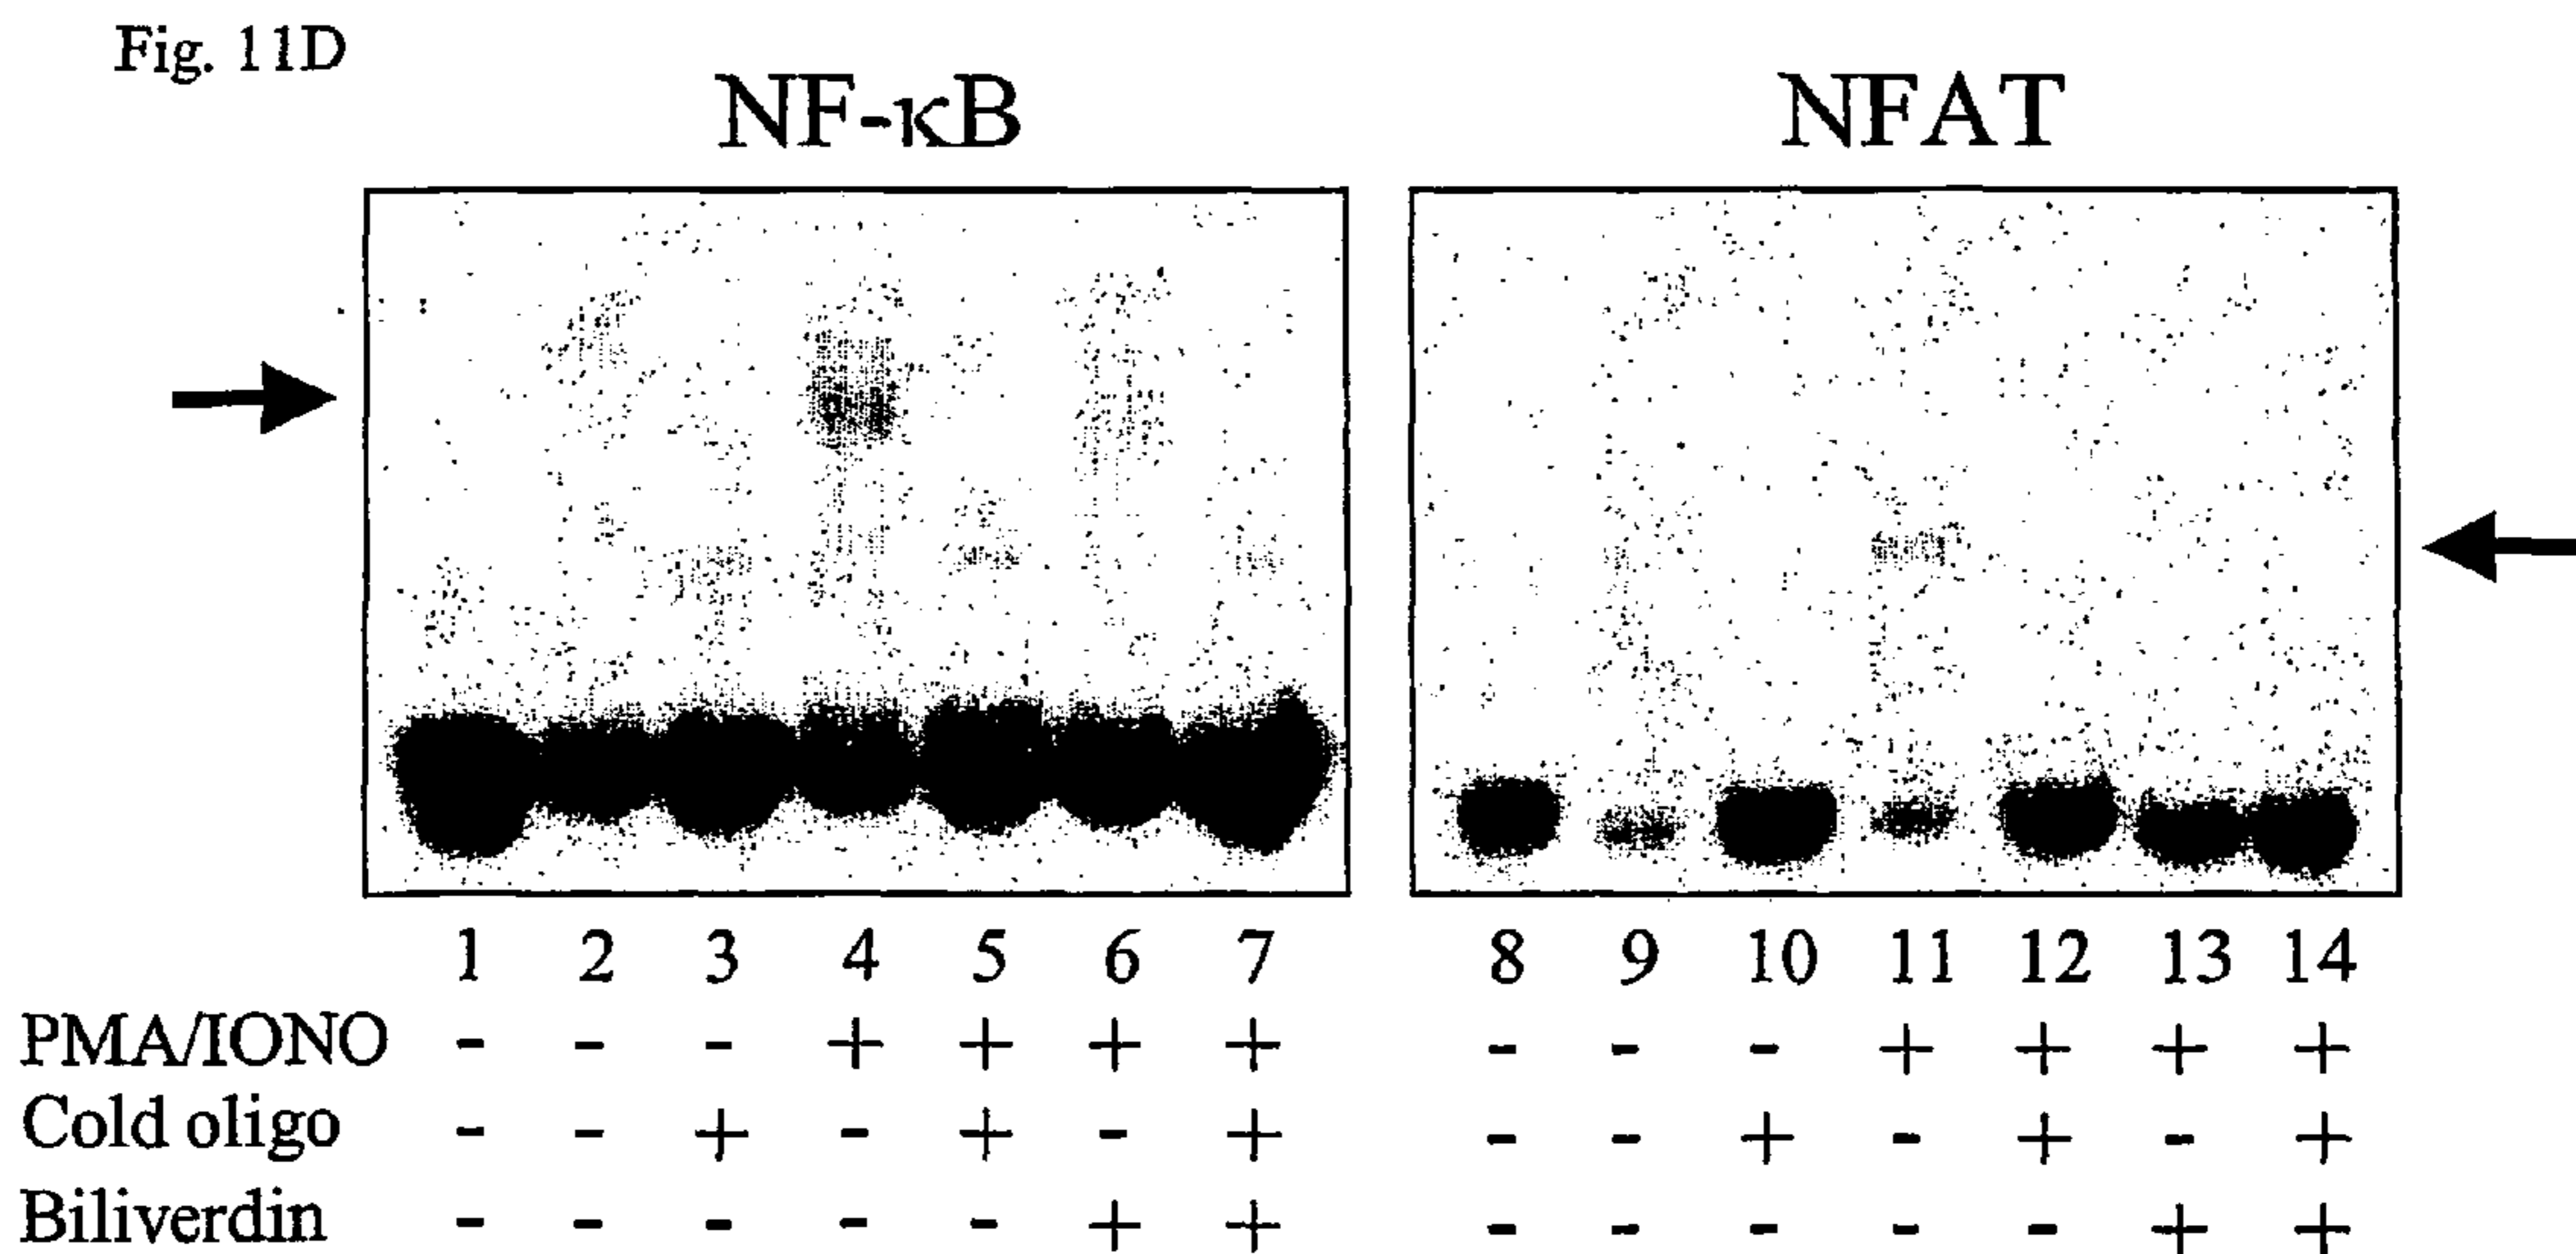 Fig. 11D
NF-κB NFAT
1 2 3 4 5 6 7 8 9 10 11 12 13 14
PMA/IONO - - - + + + + - - - + + + +
Cold oligo - - + - + - + - - + - + - +
Biliverdin - - - - - + + - - - - - + +